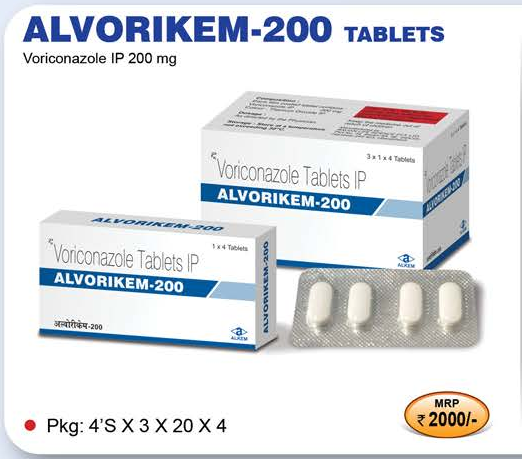 ALVORIKEM-200 TABLETS
Voriconazole IP 200 mg
Composition :
3 x 1 x 4 Tablets
Voriconazole Tablets IP
ALVORIKEM-200
ALKEM
ALVORIKEM-200
1 x 4 Tablets
Voriconazole Tablets IP
ALVORIKEM-200
अल्वोरीकेम-200
ALKEM
ALVORIKEM-200
MRP
₹ 2000/-
Pkg: 4'S X 3 X 20 X 4